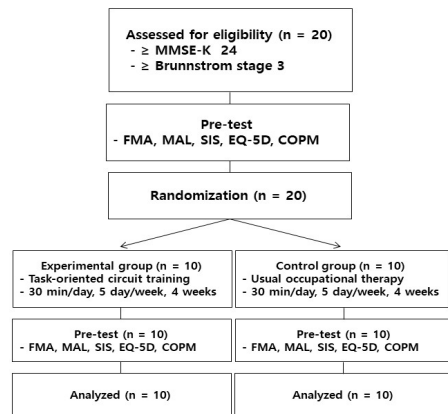 Assessed for eligibility (n = 20)
- ≥ MMSE-K 24
- ≥ Brunnstrom stage 3
Pre-test
- FMA, MAL, SIS, EQ-5D, COPM
Randomization (n = 20)
Experimental group (n = 10)
- Task-oriented circuit training
- 30 min/day, 5 day/week, 4 weeks
Control group (n = 10)
- Usual occupational therapy
- 30 min/day, 5 day/week, 4 weeks
Pre-test (n = 10)
- FMA, MAL, SIS, EQ-5D, COPM
Pre-test (n = 10)
- FMA, MAL, SIS, EQ-5D, COPM
Analyzed (n = 10)
Analyzed (n = 10)